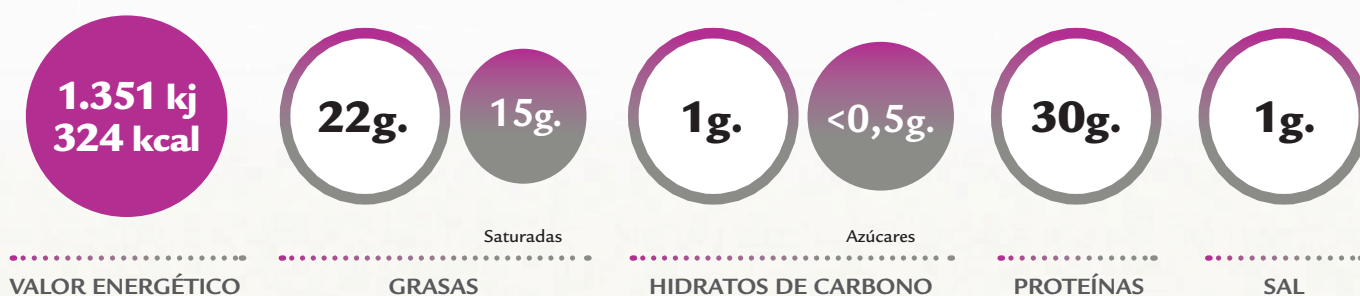 1.351 kj
324 kcal
22g.
15g.
1g.
<0,5g.
30g.
1g.
Saturadas
Azúcares
VALOR ENERGÉTICO
GRASAS
HIDRATOS DE CARBONO
PROTEÍNAS
SAL